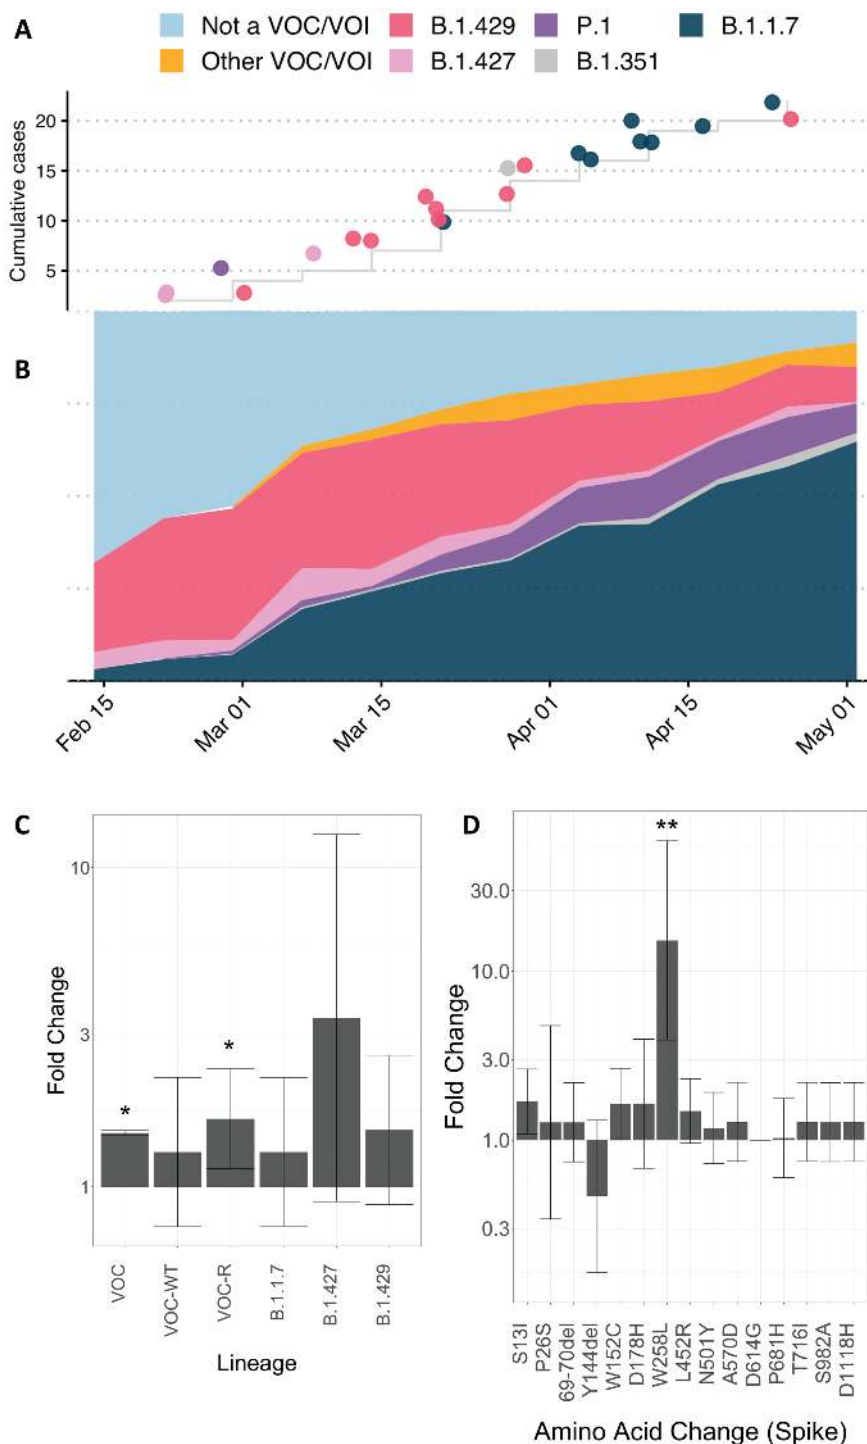 A
Not a VOC/VOI B.1.429 P.1 B.1.1.7
Other VOC/VOI B.1.427 B.1.351
Cumulative cases
20
15
10
5
B
Feb 15 Mar 01 Mar 15 Apr 01 Apr 15 May 01
C
Fold Change
10
3
1
*
*
VOC VOC-WT VOC-R B.1.1.7 B.1.427 B.1.429
Lineage
D
**
Fold Change
30.0
10.0
3.0
1.0
0.3
S13I P26S 69-70del Y144del W152C D178H W258L L452R N501Y A570D D614G P681H T716I S982A D1118H
Amino Acid Change (Spike)